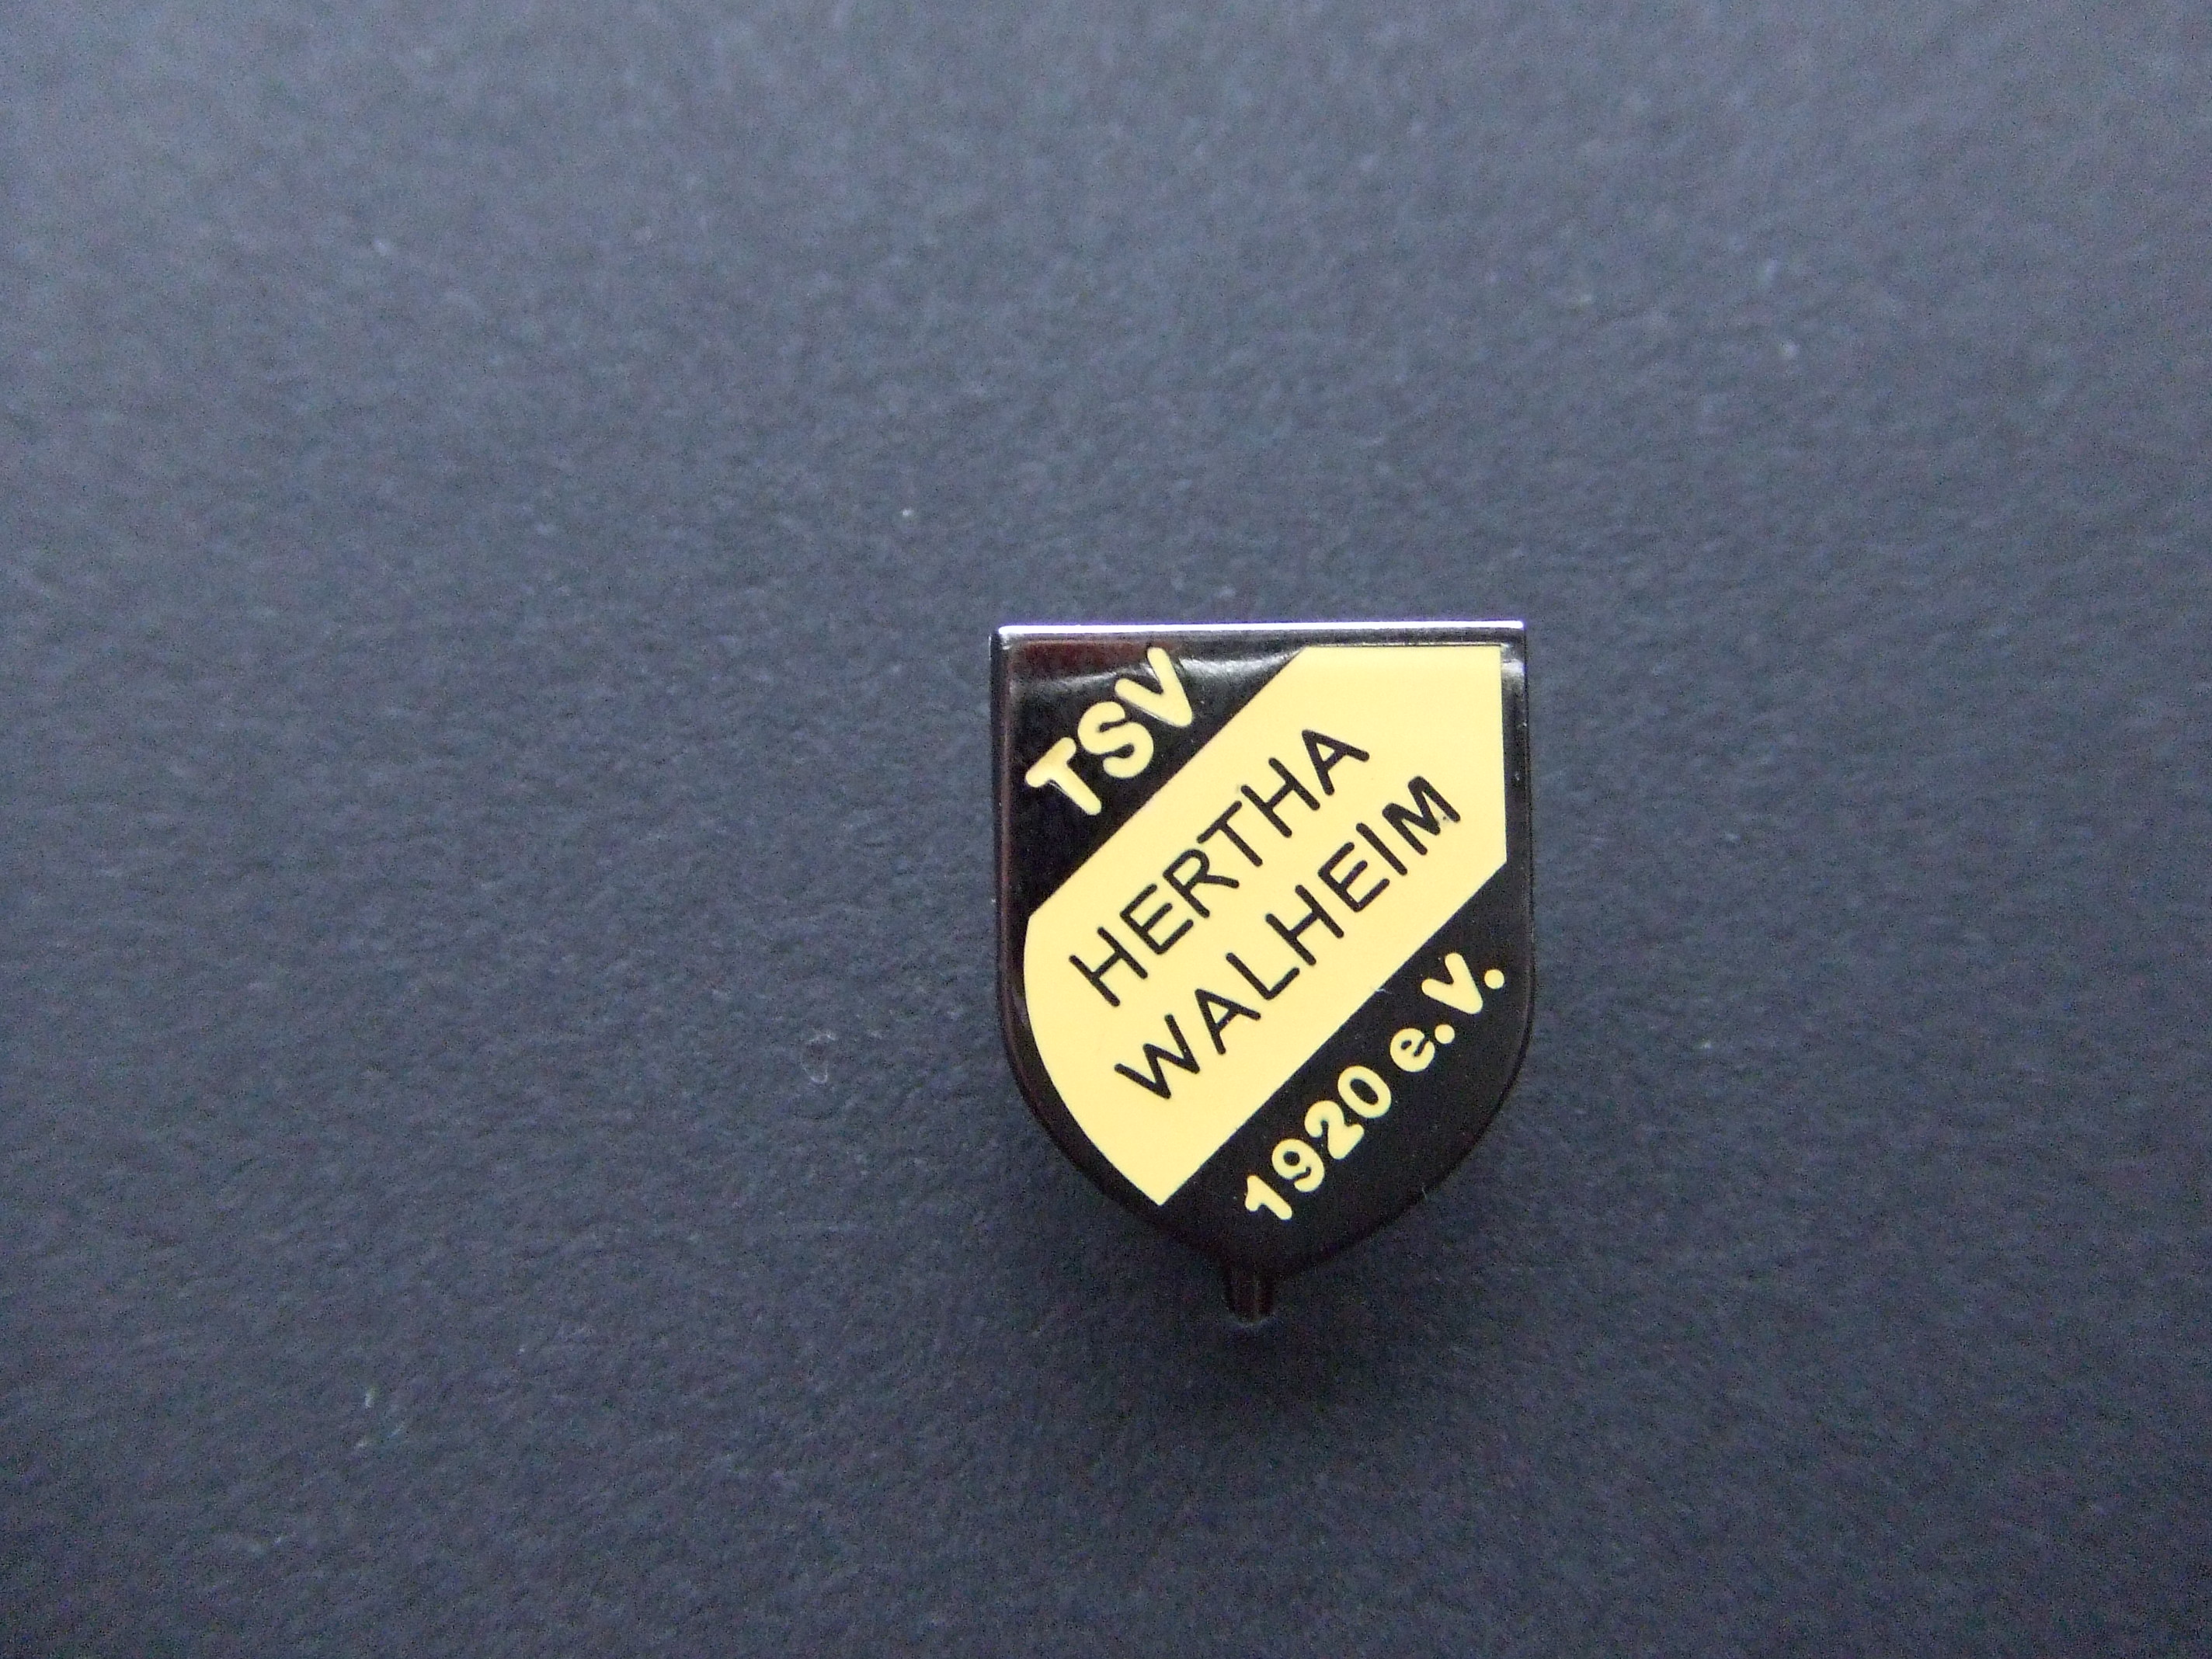 TSV
HERTHA
WALHEIM
1920 e.V.